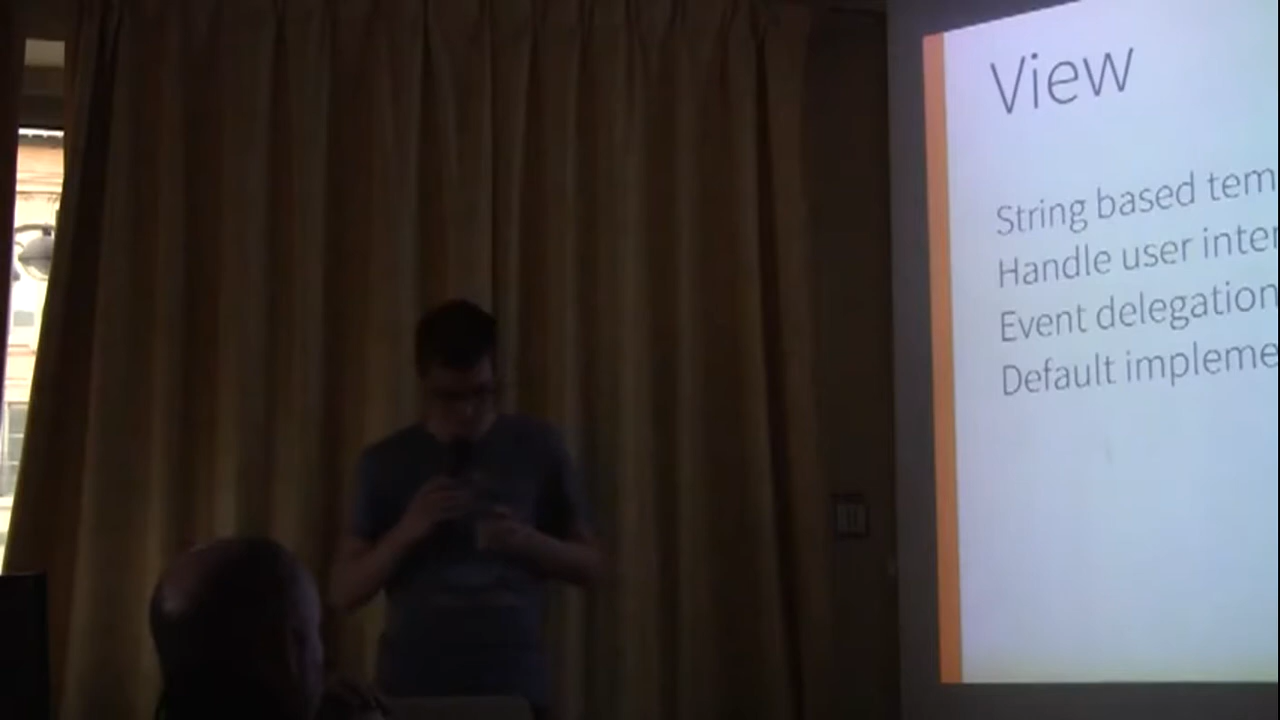 View
String based tem
Handle user inter
Event delegation
Default impleme